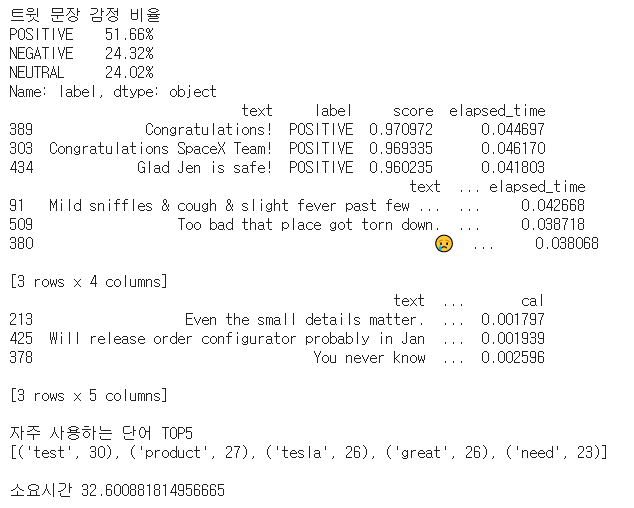 트윗 문장 감정 비율
POSITIVE 51.66%
NEGATIVE 24.32%
NEUTRAL 24.02%
Name: label, dtype: object
text label score elapsed_time
389 Congratulations! POSITIVE 0.970972 0.044697
303 Congratulations SpaceX Team! POSITIVE 0.969335 0.046170
434 Glad Jen is safe! POSITIVE 0.960235 0.041803
text ... elapsed_time
91 Mild sniffles & cough & slight fever past few ... ... 0.042668
509 Too bad that place got torn down. ... 0.038718
380 😢 ... 0.038068
[3 rows x 4 columns]
text ... cal
213 Even the small details matter. ... 0.001797
425 Will release order configurator probably in Jan ... 0.001939
378 You never know ... 0.002596
[3 rows x 5 columns]
자주 사용하는 단어 TOP5
[('test', 30), ('product', 27), ('tesla', 26), ('great', 26), ('need', 23)]
소요시간 32.600881814956665